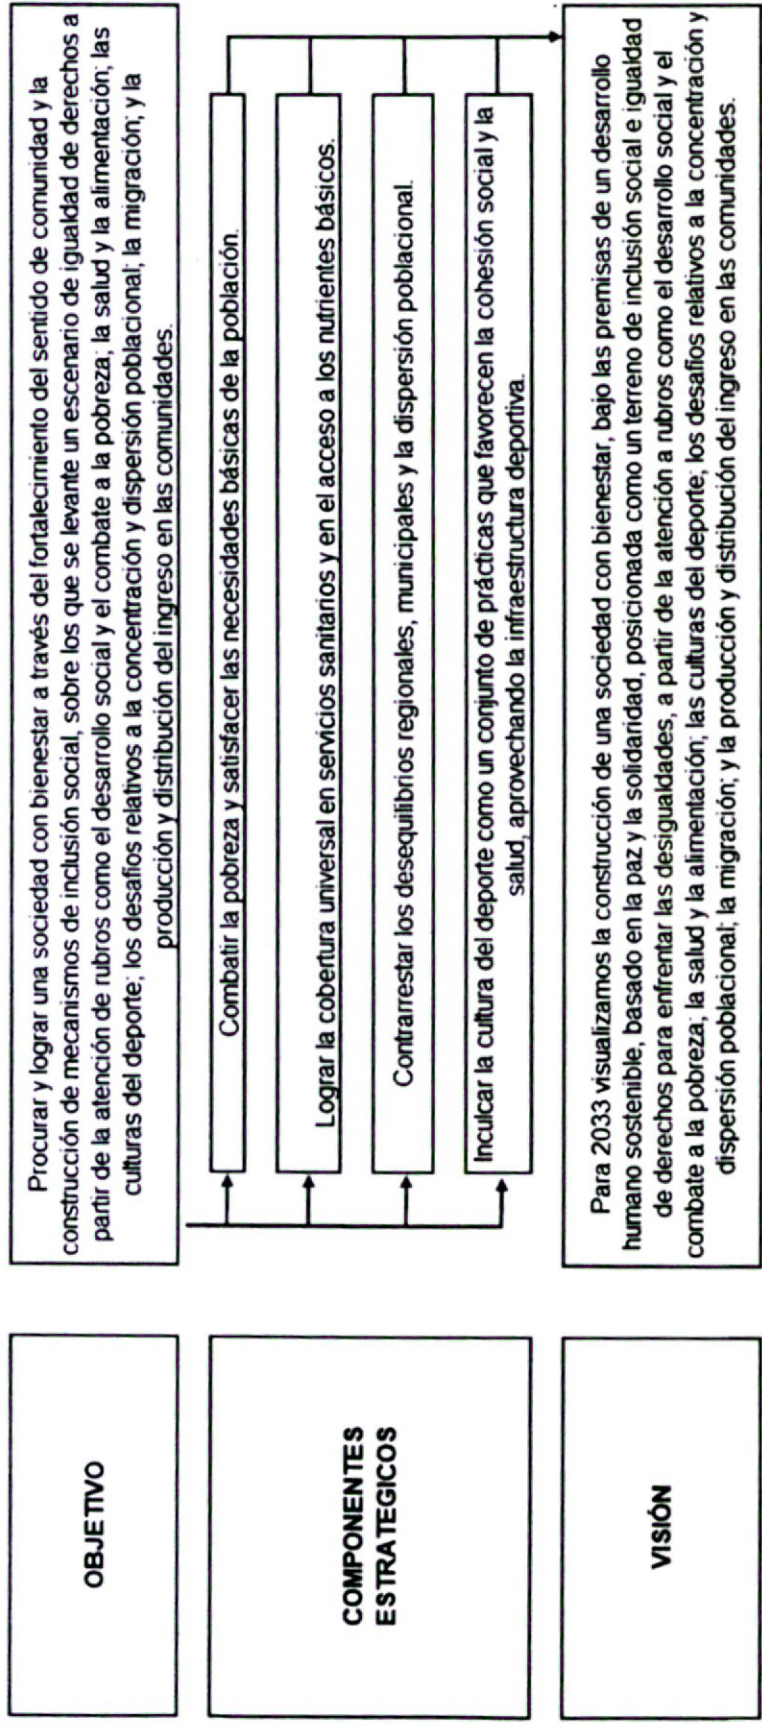 OBJETIVO
Procurar y lograr una sociedad con bienestar a través del fortalecimiento del sentido de comunidad y la
construcción de mecanismos de inclusión social, sobre los que se levante un escenario de igualdad de derechos a
partir de la atención de rubros como el desarrollo social y el combate a la pobreza; la salud y la alimentación; las
culturas del deporte; los desafíos relativos a la concentración y dispersión poblacional; la migración; y la
producción y distribución del ingreso en las comunidades.
COMPONENTES
ESTRATEGICOS
Combatir la pobreza y satisfacer las necesidades básicas de la población.
Lograr la cobertura universal en servicios sanitarios y en el acceso a los nutrientes básicos.
Contrarrestar los desequilibrios regionales, municipales y la dispersión poblacional.
Inculcar la cultura del deporte como un conjunto de prácticas que favorecen la cohesión social y la
salud, aprovechando la infraestructura deportiva.
VISIÓN
Para 2033 visualizamos la construcción de una sociedad con bienestar, bajo las premisas de un desarrollo
humano sostenible, basado en la paz y la solidaridad, posicionada como un terreno de inclusión social e igualdad
de derechos para enfrentar las desigualdades, a partir de la atención a rubros como el desarrollo social y el
combate a la pobreza; la salud y la alimentación; las culturas del deporte; los desafíos relativos a la concentración y
dispersión poblacional; la migración; y la producción y distribución del ingreso en las comunidades.